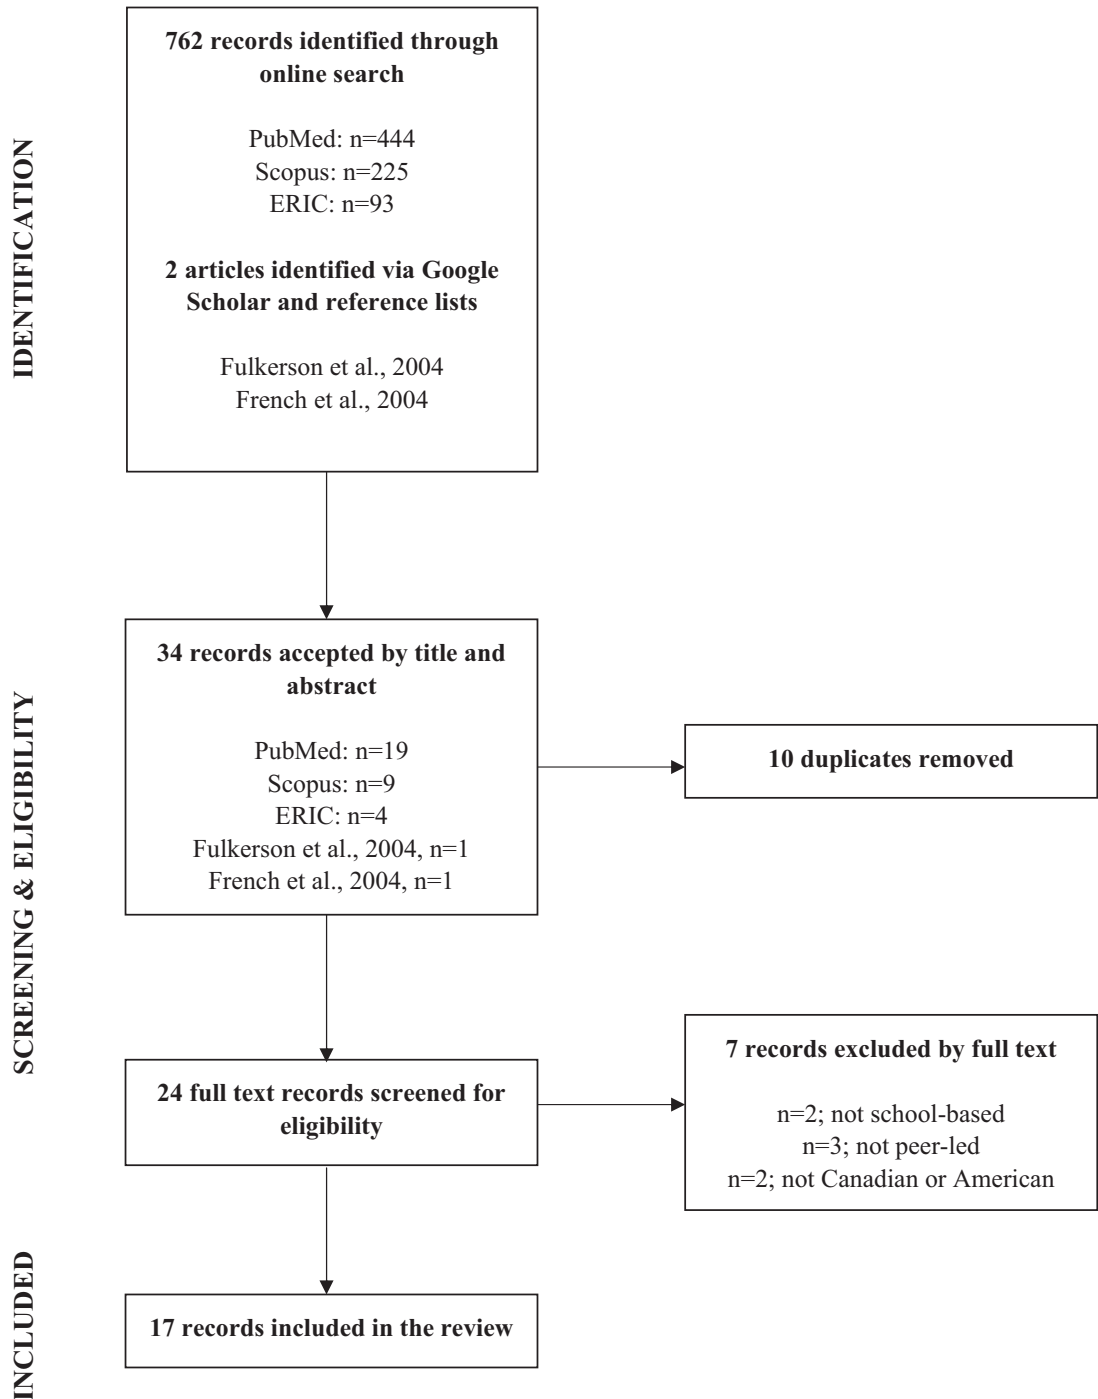 IDENTIFICATION
762 records identified through
online search
PubMed: n=444
Scopus: n=225
ERIC: n=93
2 articles identified via Google
Scholar and reference lists
Fulkerson et al., 2004
French et al., 2004
SCREENING & ELIGIBILITY
34 records accepted by title and
abstract
PubMed: n=19
Scopus: n=9
ERIC: n=4
Fulkerson et al., 2004, n=1
French et al., 2004, n=1
10 duplicates removed
24 full text records screened for
eligibility
7 records excluded by full text
n=2; not school-based
n=3; not peer-led
n=2; not Canadian or American
INCLUDED
17 records included in the review